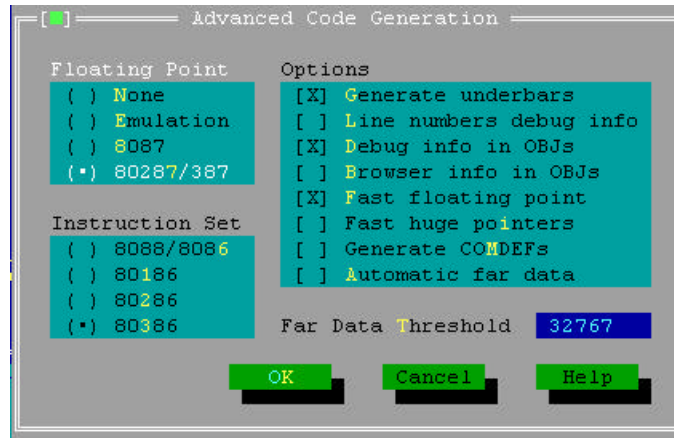 [■] Advanced Code Generation
Floating Point
( ) None
( ) Emulation
( ) 8087
(•) 80287/387
Instruction Set
( ) 8088/8086
( ) 80186
( ) 80286
(•) 80386
Options
[X] Generate underbars
[ ] Line numbers debug info
[X] Debug info in OBJs
[ ] Browser info in OBJs
[X] Fast floating point
[ ] Fast huge pointers
[ ] Generate COMDEFs
[ ] Automatic far data
Far Data Threshold 32767
OK Cancel Help